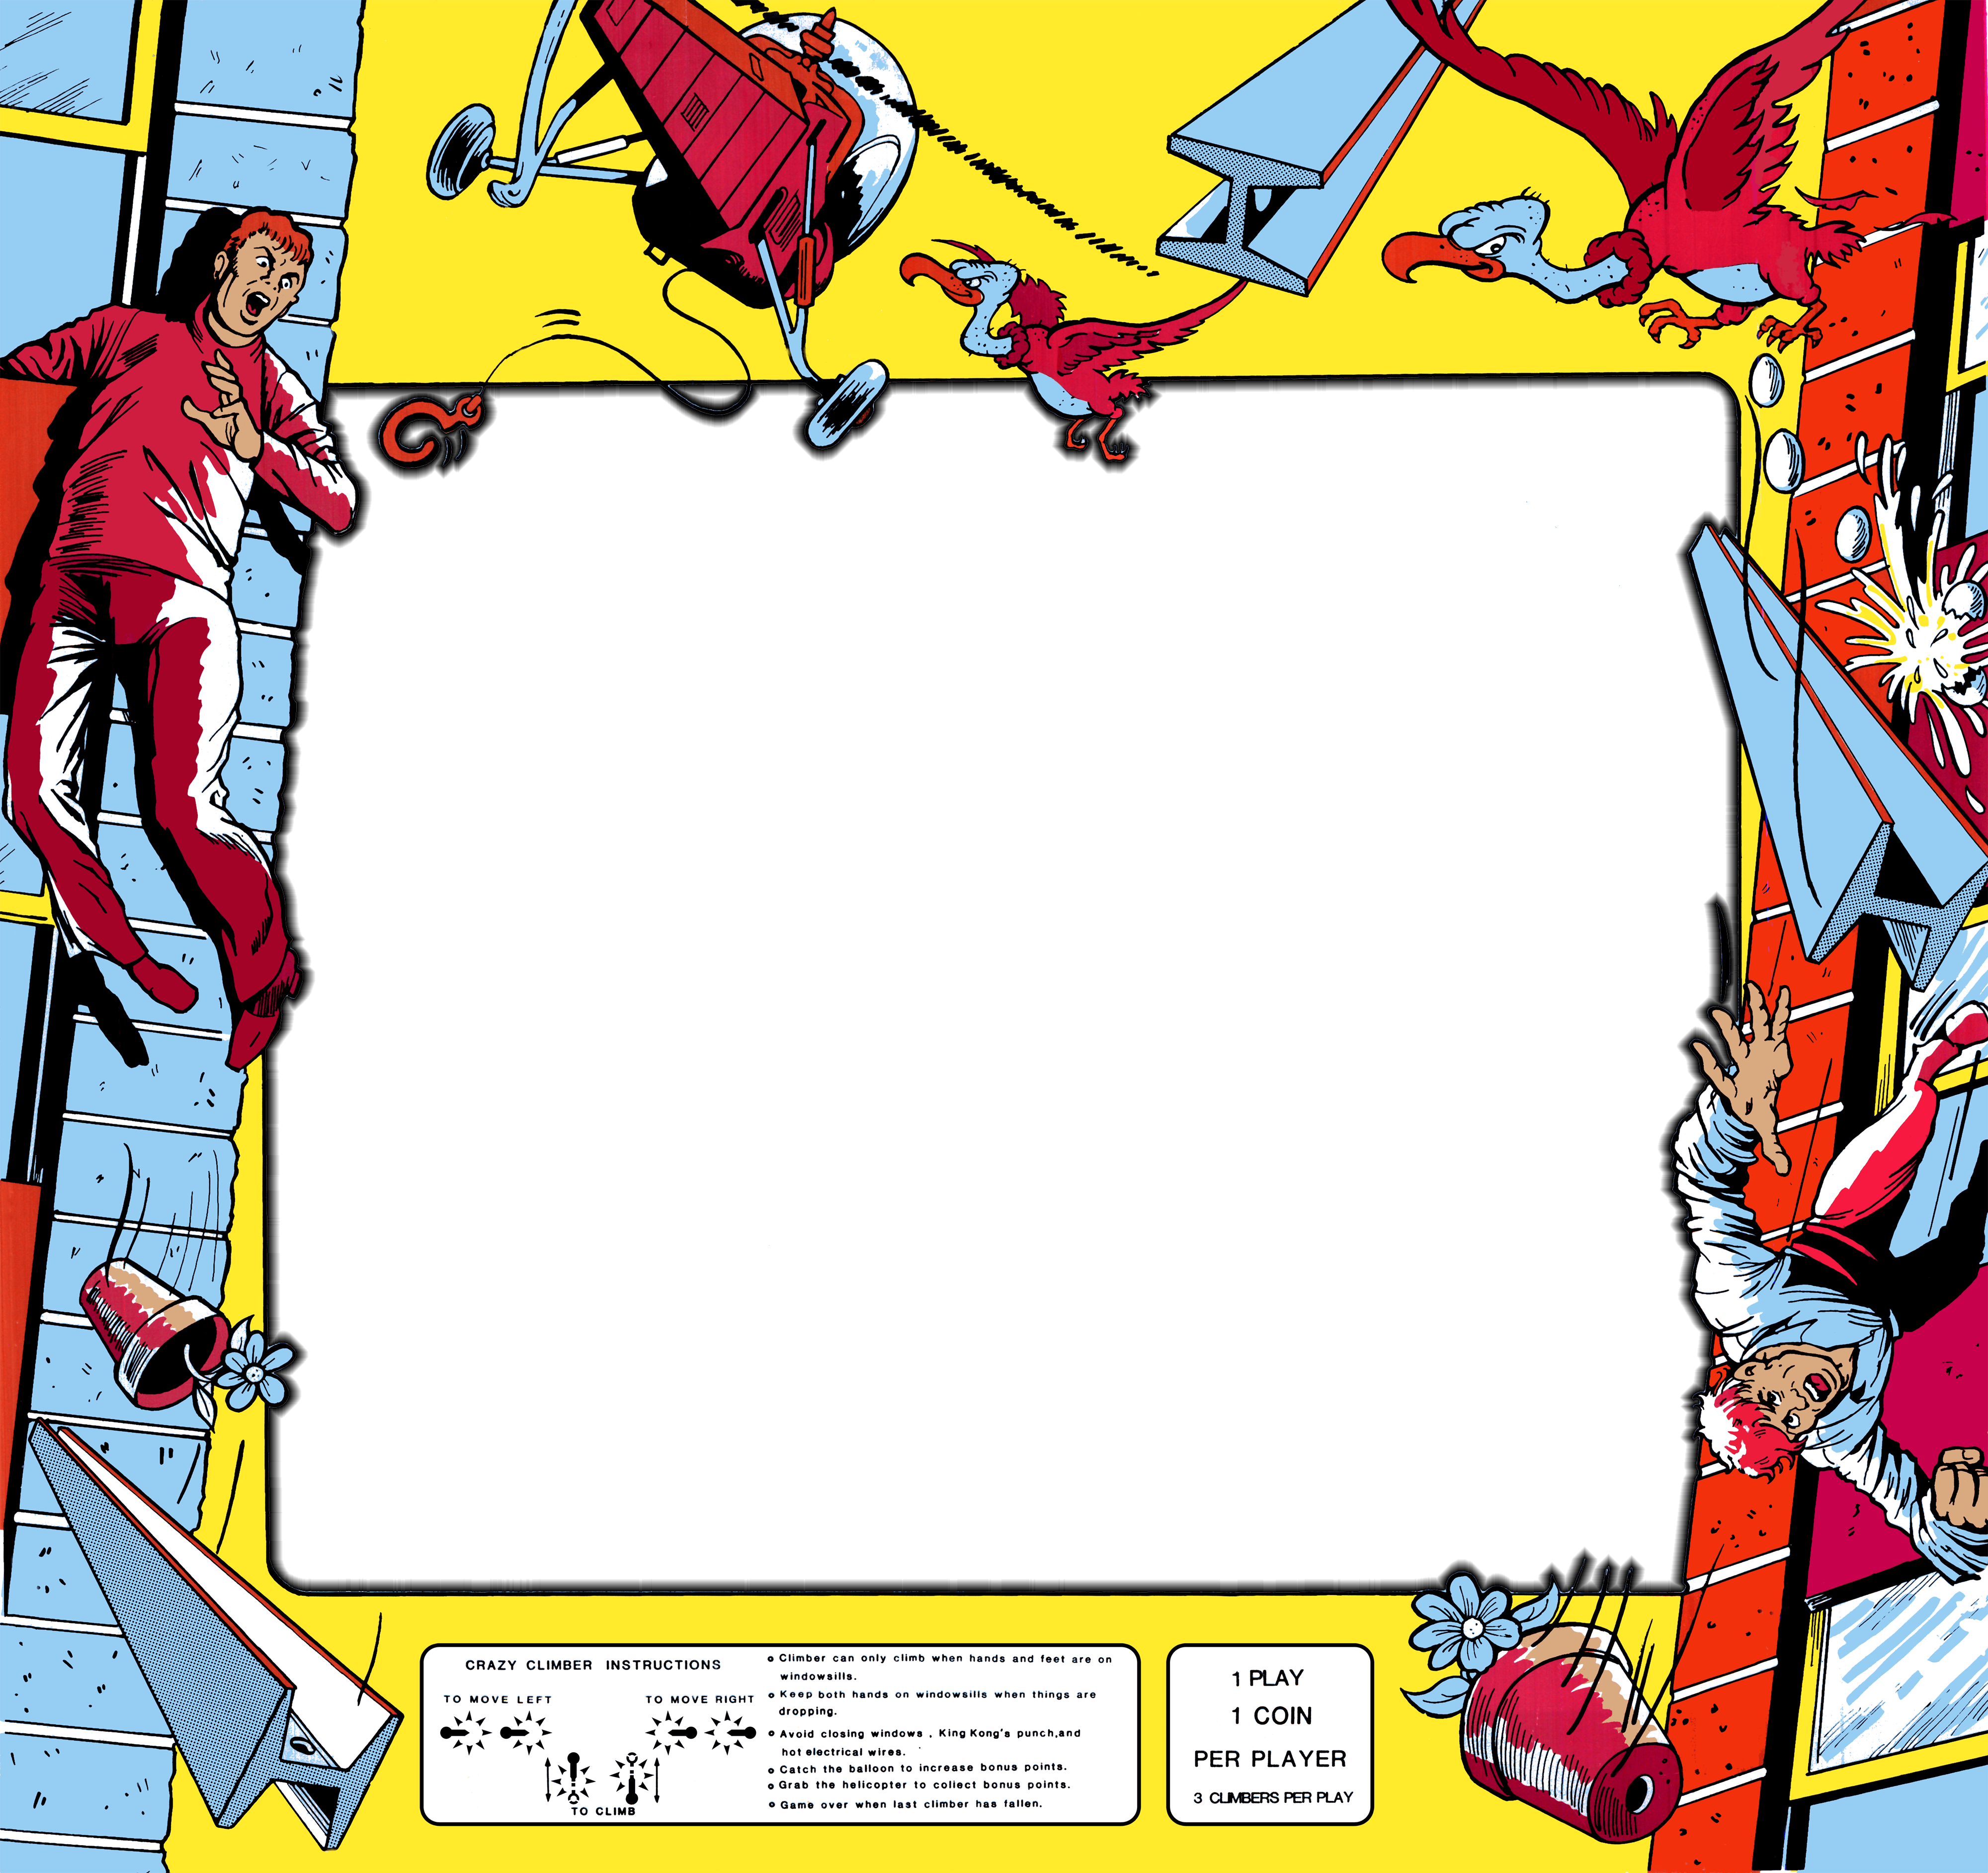 CRAZY CLIMBER INSTRUCTIONS
TO MOVE LEFT
TO MOVE RIGHT
TO CLIMB
o Climber can only climb when hands and feet are on
windowsills.
o Keep both hands on windowsills when things are
dropping.
o Avoid closing windows , King Kong's punch,and
hot electrical wires.
o Catch the balloon to increase bonus points.
o Grab the helicopter to collect bonus points.
o Game over when last climber has fallen.
1 PLAY
1 COIN
PER PLAYER
3 CLIMBERS PER PLAY